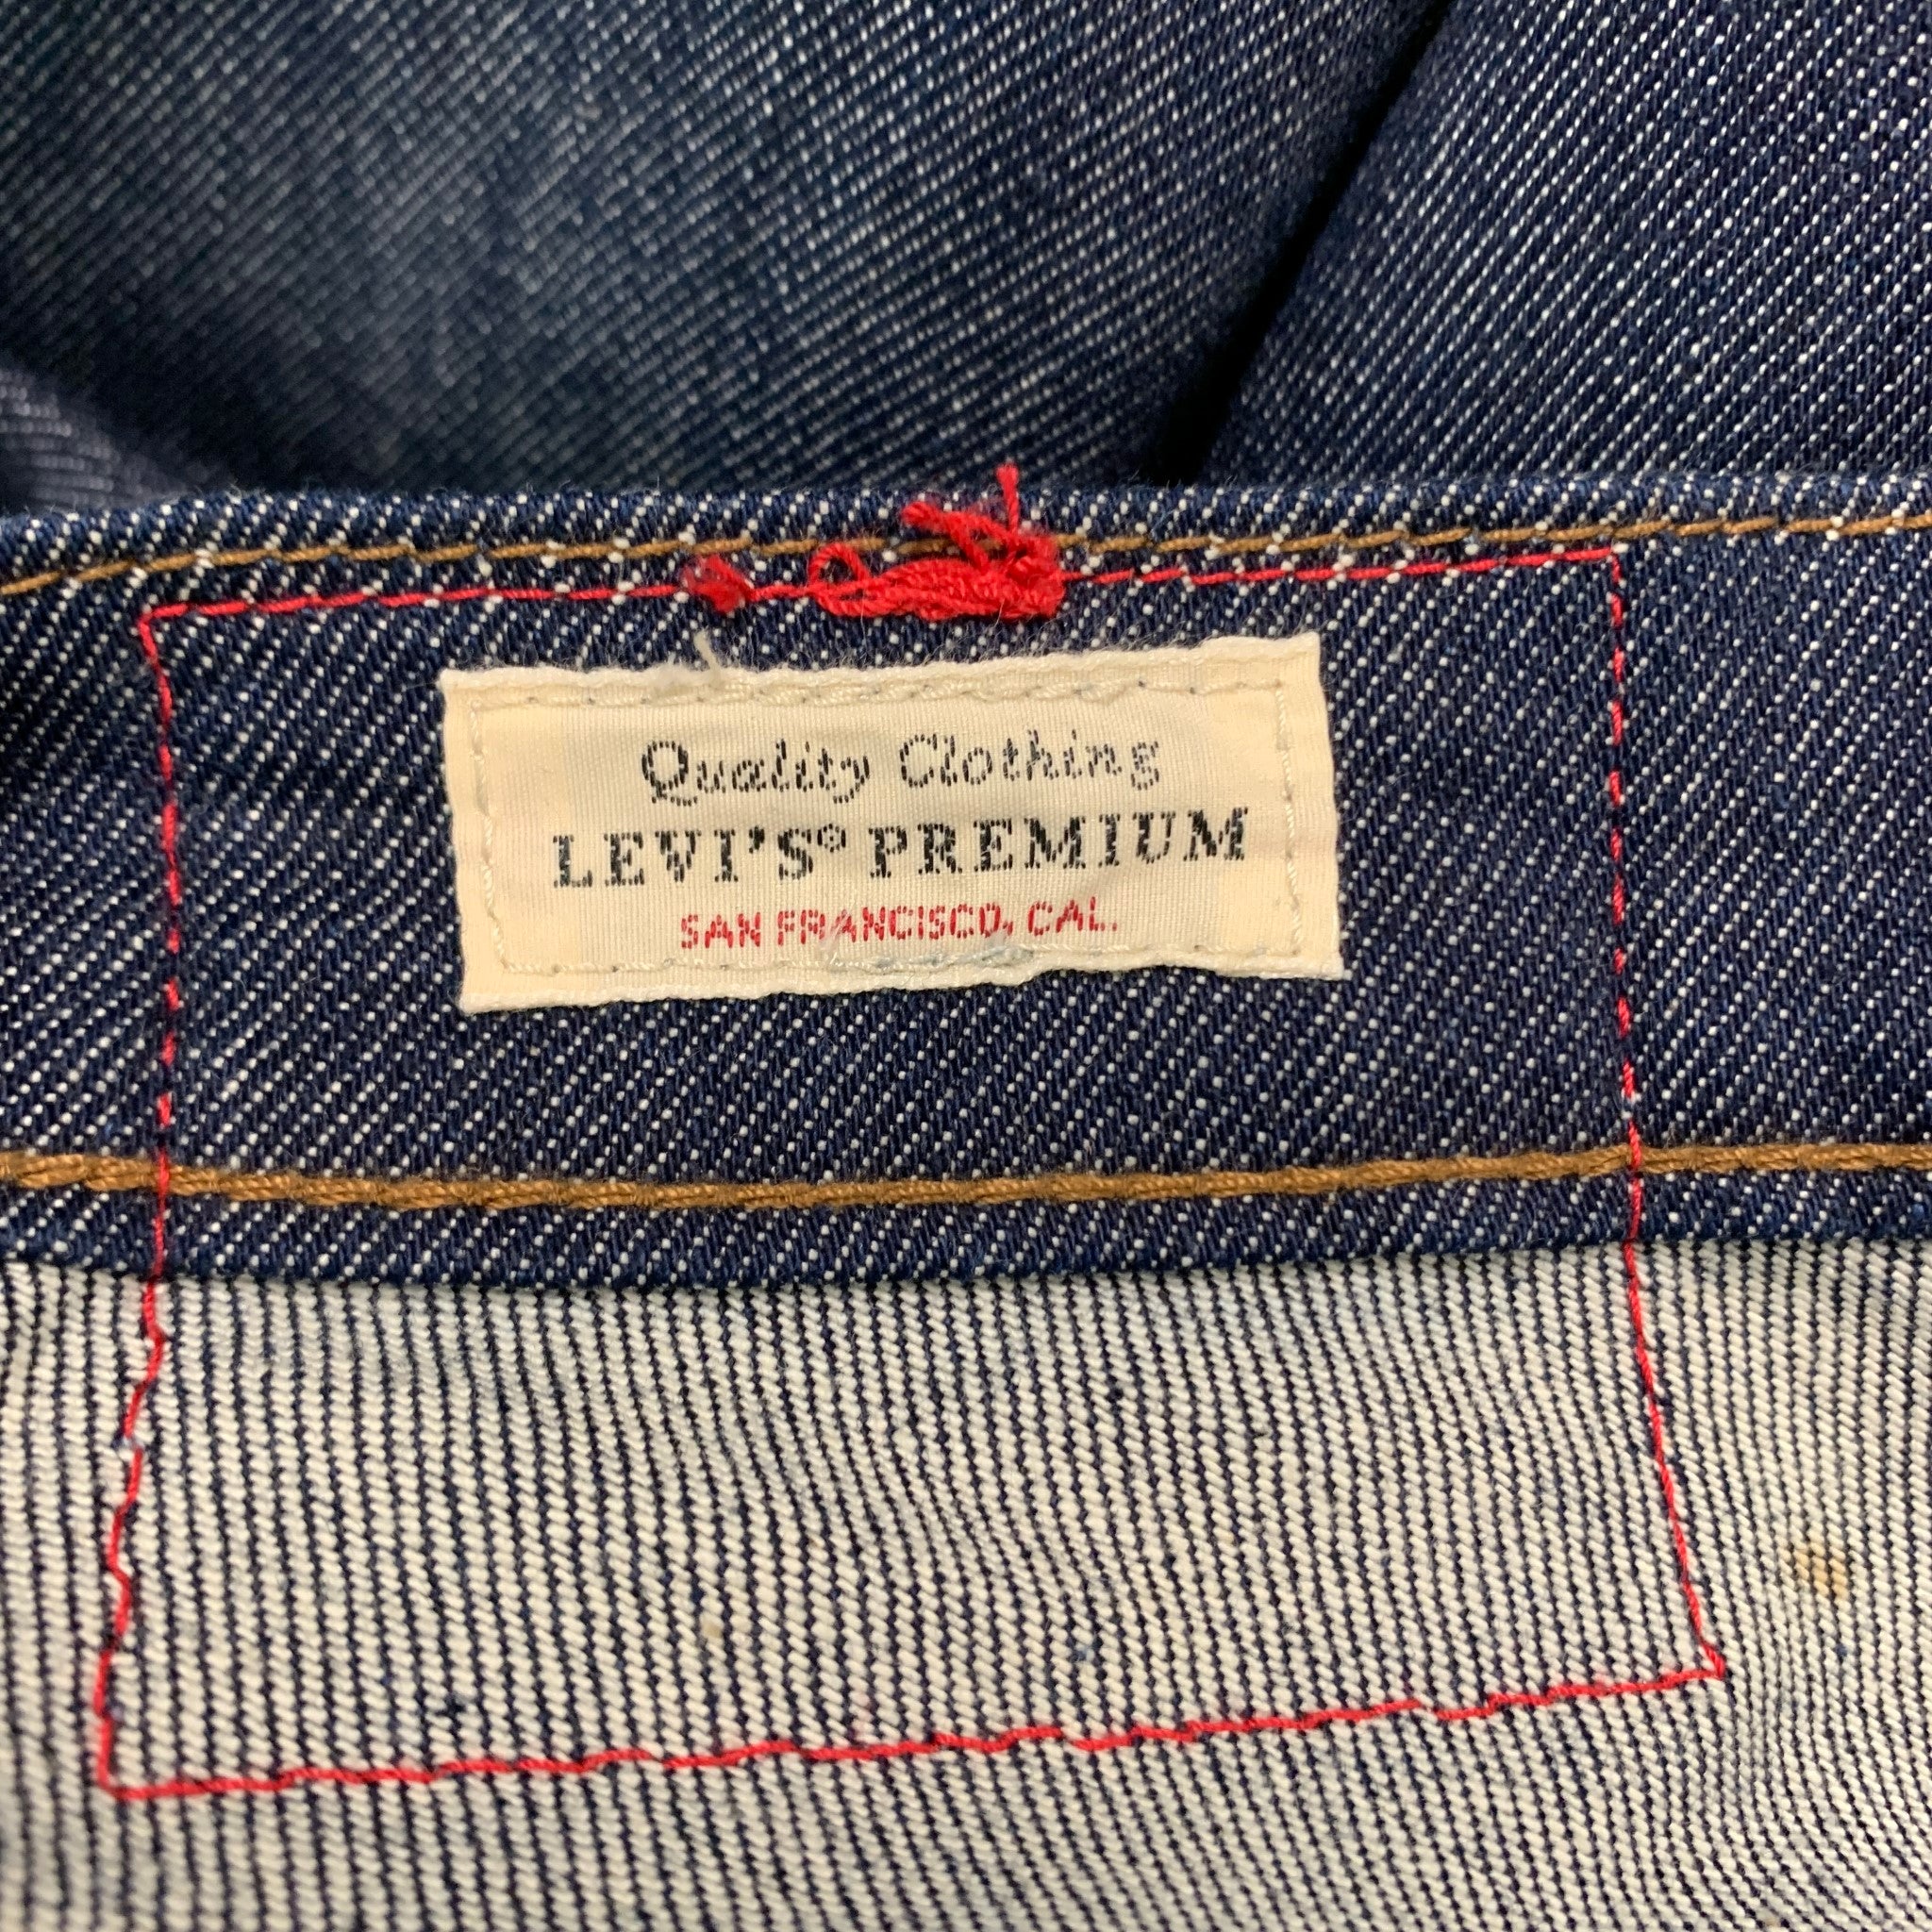 Quality Clothing
LEVI'S® PREMIUM
SAN FRANCISCO, CAL.